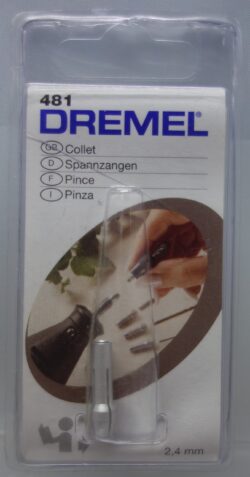 481
DREMEL®
GB Collet
D Spannzangen
F Pince
I Pinza
2,4 mm